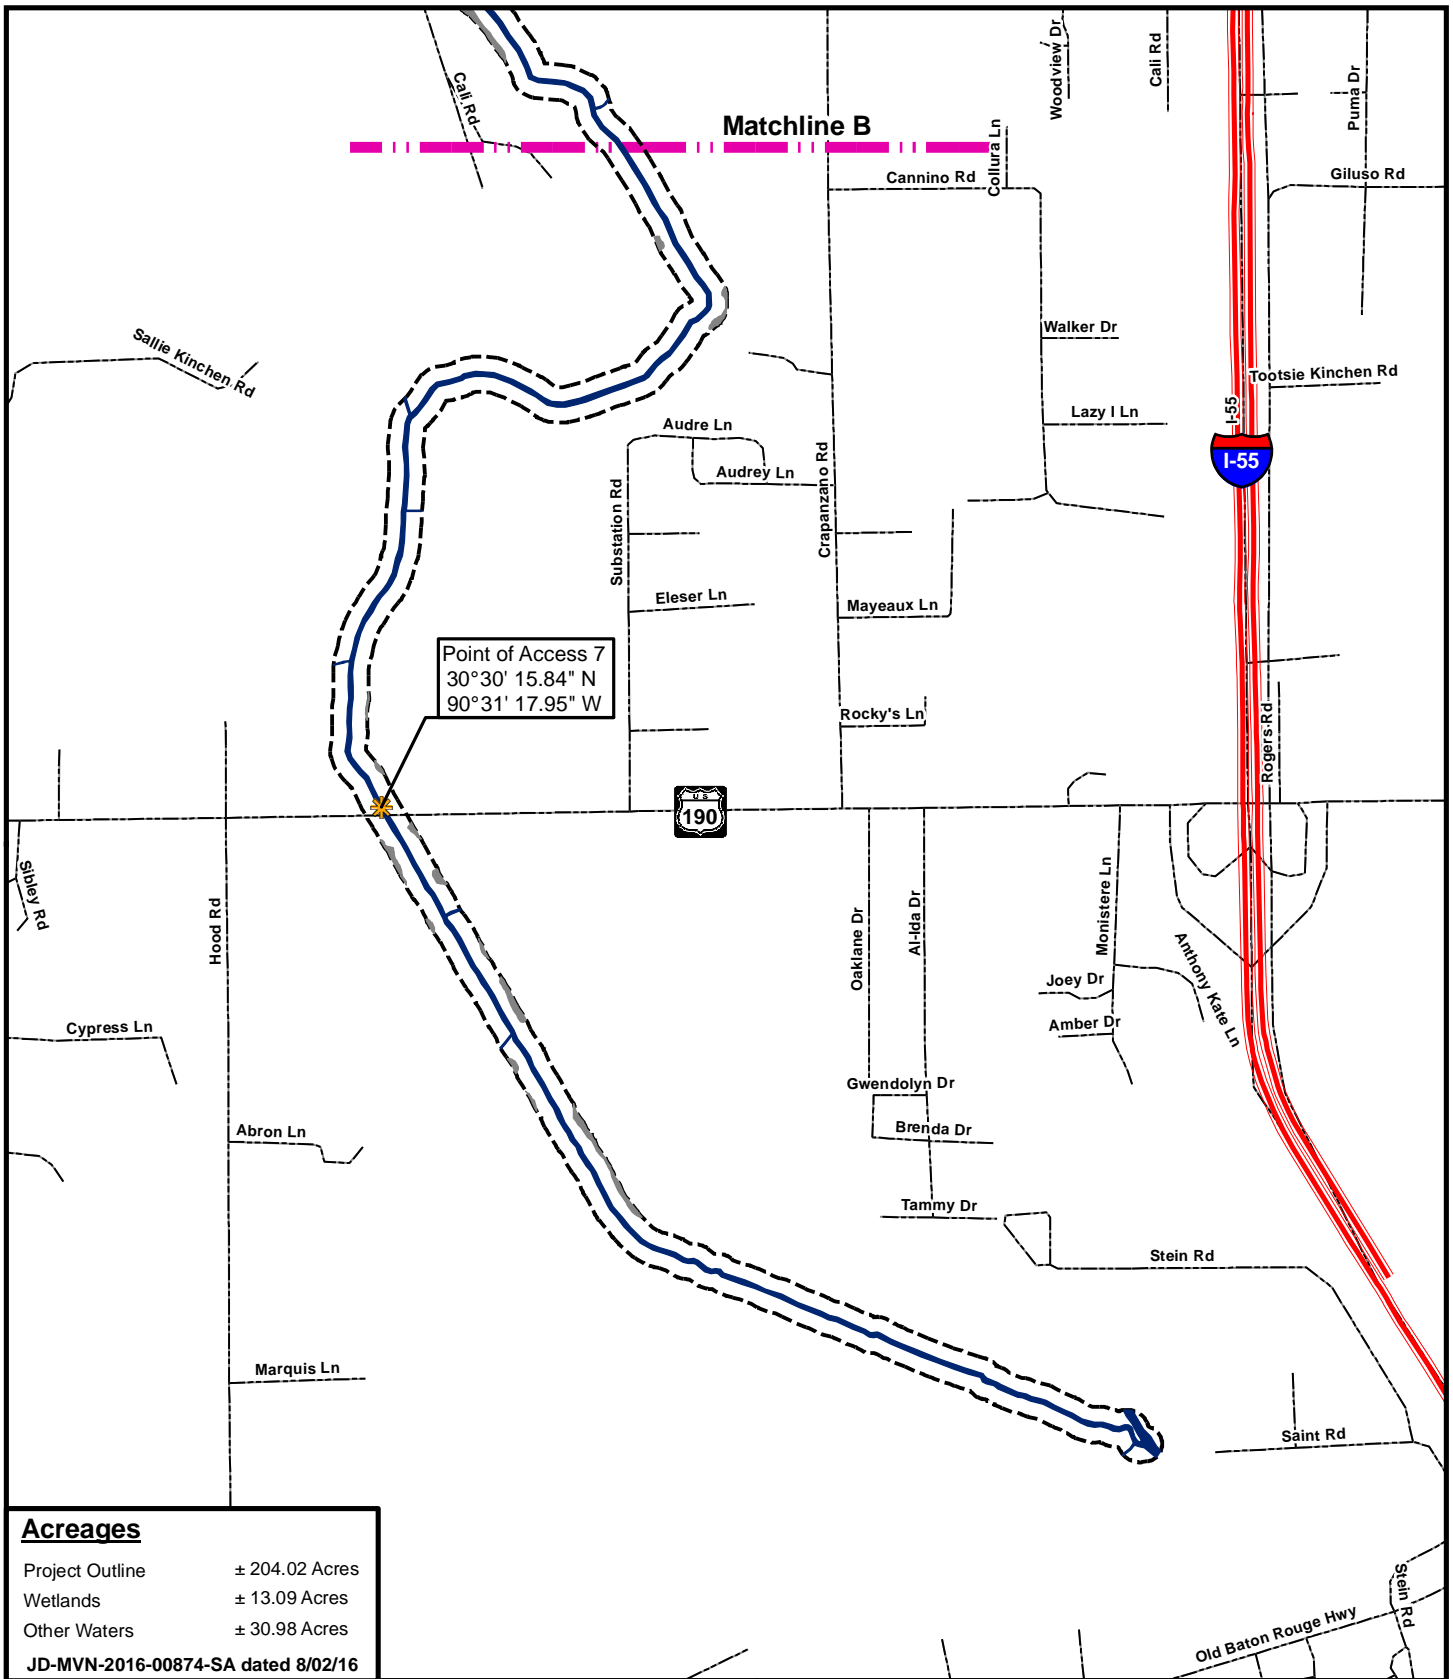 Woodview Dr
Cali Rd
Puma Dr
Cali Rd
Matchline B
Collura Ln
Cannino Rd
Giluso Rd
Sallie Kinchen Rd
Walker Dr
Tootsie Kinchen Rd
I-55
Lazy I Ln
Audre Ln
I-55
Audrey Ln
Crapanzano Rd
Substation Rd
Eleser Ln
Mayeaux Ln
Point of Access 7
30°30' 15.84" N
90°31' 17.95" W
Rocky's Ln
Rogers Rd
US
190
Sibley Rd
Hood Rd
Oaklane Dr
Al-Ida Dr
Monistere Ln
Anthony Kate Ln
Joey Dr
Amber Dr
Cypress Ln
Gwendolyn Dr
Brenda Dr
Abron Ln
Tammy Dr
Stein Rd
Marquis Ln
Saint Rd
Acreages
Project Outline ± 204.02 Acres
Wetlands ± 13.09 Acres
Other Waters ± 30.98 Acres
JD-MVN-2016-00874-SA dated 8/02/16
Stein Rd
Old Baton Rouge Hwy